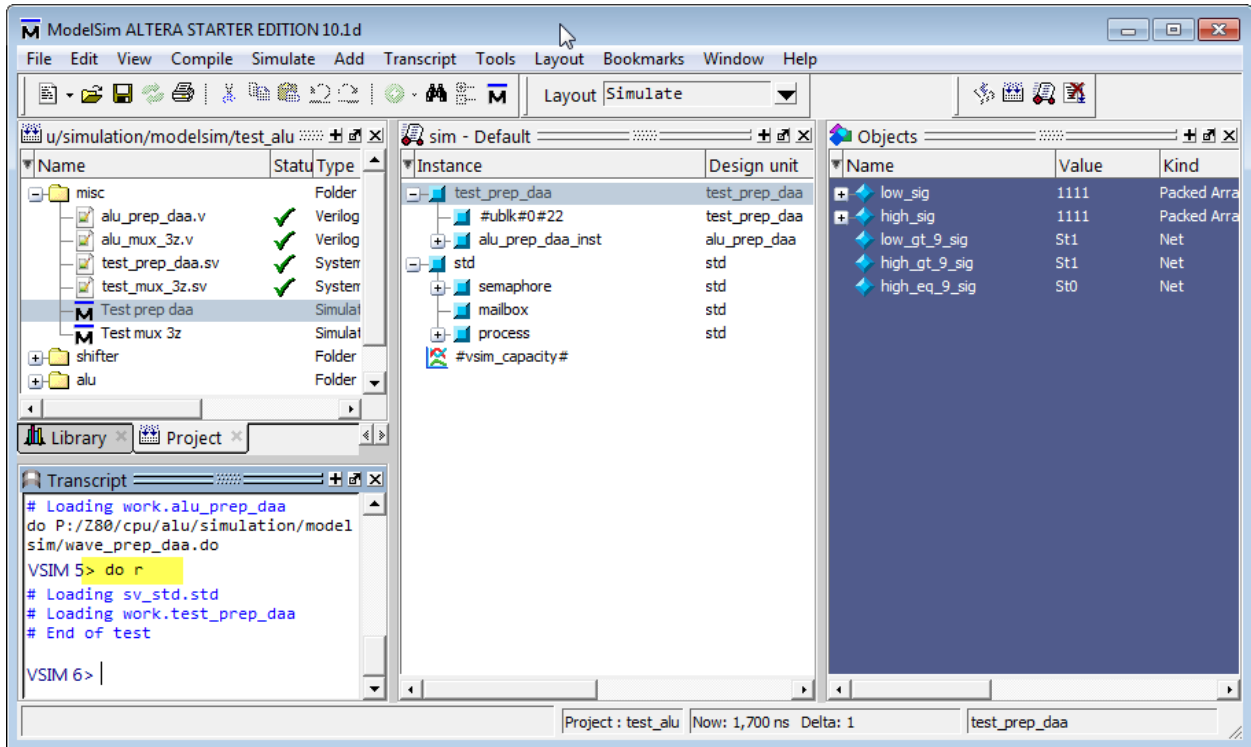 ModelSim ALTERA STARTER EDITION 10.1d
File Edit View Compile Simulate Add Transcript Tools Layout Bookmarks Window Help
Layout Simulate
u/simulation/modelsim/test_alu
Name Statu Type
misc Folder
alu_prep_daa.v Verilog
alu_mux_3z.v Verilog
test_prep_daa.sv System
test_mux_3z.sv System
Test prep daa Simulat
Test mux 3z Simulat
shifter Folder
alu Folder
Library Project
Transcript
# Loading work.alu_prep_daa
do P:/Z80/cpu/alu/simulation/model
sim/wave_prep_daa.do
VSIM 5> do r
# Loading sv_std.std
# Loading work.test_prep_daa
# End of test
VSIM 6>
sim - Default
Instance Design unit
test_prep_daa test_prep_daa
#ublk#0#22 test_prep_daa
alu_prep_daa_inst alu_prep_daa
std std
semaphore std
mailbox std
process std
#vsim_capacity#
Objects
Name Value Kind
low_sig 1111 Packed Arra
high_sig 1111 Packed Arra
low_gt_9_sig St1 Net
high_gt_9_sig St1 Net
high_eq_9_sig St0 Net
Project : test_alu Now: 1,700 ns Delta: 1 test_prep_daa